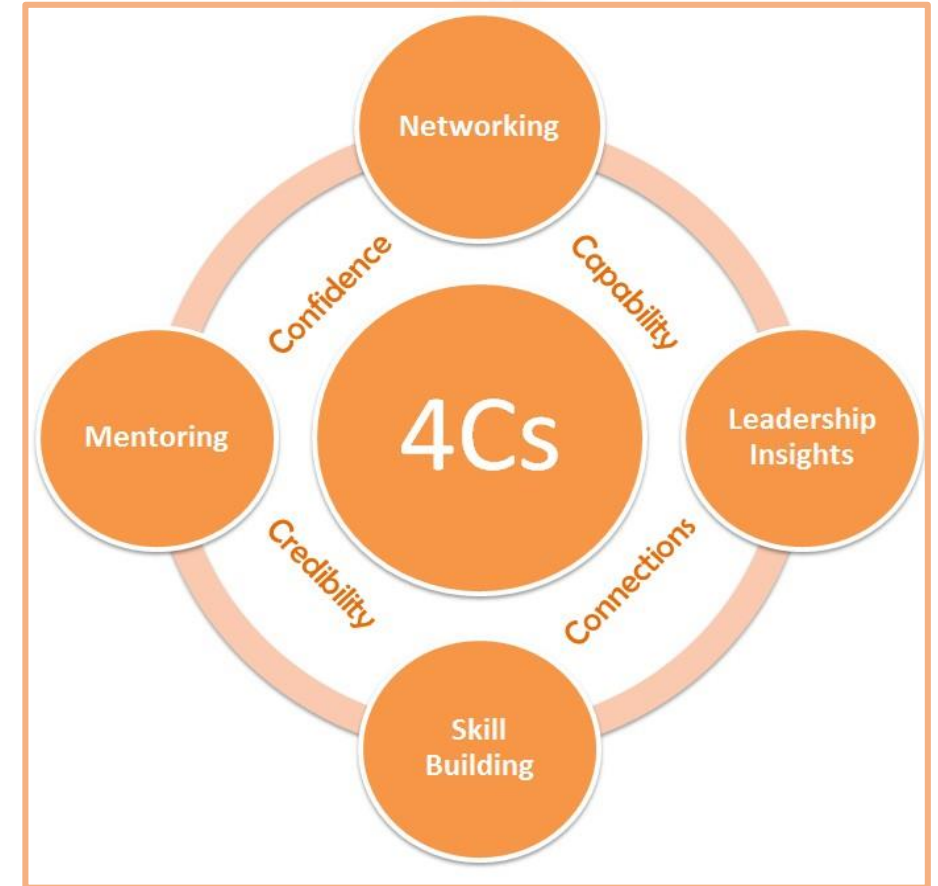 Networking
Confidence
Capability
Mentoring
4Cs
Leadership
Insights
Credibility
Connections
Skill
Building